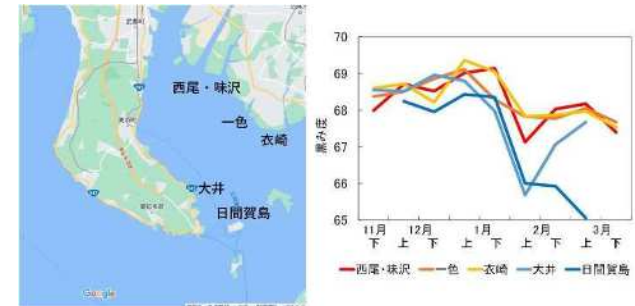 西尾・味沢
一色
衣崎
大井
日間賀島
Google
黒み度
70
69
68
67
66
65
11月 12月 1月 2月 3月
下 上 下 上 下 上 下 上 下
西尾・味沢 一色 衣崎 大井 日間賀島